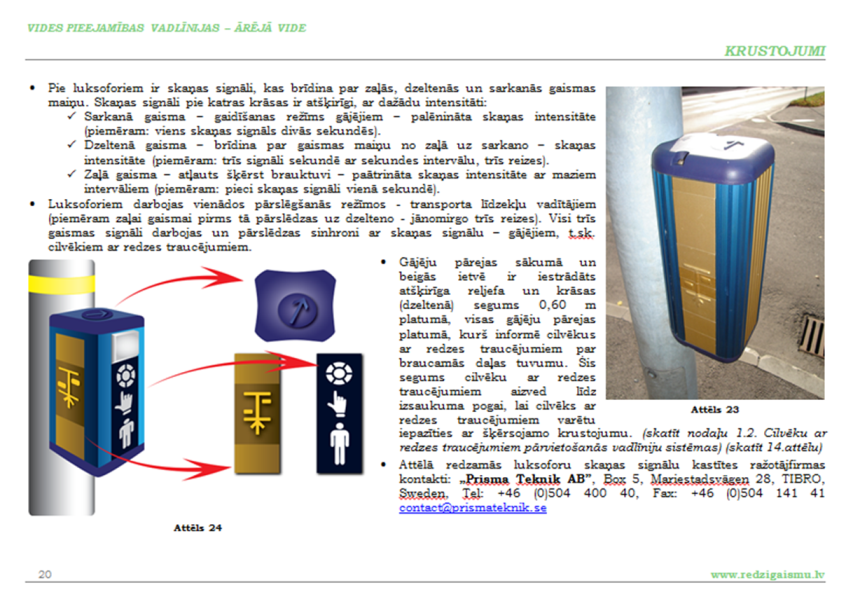 VIDES PIEEJAMĪBAS VADLĪNIJAS – ĀRĒJĀ VIDE
KRUSTOJUMI
• Pie luksoforiem ir skaņas signāli, kas brīdina par zaļās, dzeltenās un sarkanās gaismas
maiņu. Skaņas signāli pie katras krāsas ir atšķirīgi, ar dažādu intensitāti:
✓ Sarkanā gaisma – gaidīšanas režīms gājējiem – palēnināta skaņas intensitāte
(piemēram: viens skaņas signāls divās sekundēs).
✓ Dzeltenā gaisma – brīdina par gaismas maiņu no zaļā uz sarkano – skaņas
intensitāte (piemēram: trīs signāli sekundē ar sekundes intervālu, trīs reizes).
✓ Zaļā gaisma – atļauts šķērst brauktuvi – paātrināta skaņas intensitāte ar maziem
intervāliem (piemēram: pieci skaņas signāli vienā sekundē).
• Luksoforiem darbojas vienādos pārslēgšanās režīmos - transporta līdzekļu vadītājiem
(piemēram zaļai gaismai pirms tā pārslēdzas uz dzelteno - jānomirgo trīs reizes). Visi trīs
gaismas signāli darbojas un pārslēdzas sinhroni ar skaņas signālu – gājējiem, t.sk.
cilvēkiem ar redzes traucējumiem.
• Gājēju pārejas sākumā un
beigās ietvē ir iestrādāts
atšķirīga reljefa un krāsas
(dzeltenā) segums 0,60 m
platumā, visas gājēju pārejas
platumā, kurš informē cilvēkus
ar redzes traucējumiem par
braucamās daļas tuvumu. Šis
segums cilvēku ar redzes
traucējumiem aizved līdz
izsaukuma pogai, lai cilvēks ar
redzes traucējumiem varētu
iepazīties ar šķērsojamo krustojumu. (skatīt nodaļu 1.2. Cilvēku ar
redzes traucējumiem pārvietošanās vadlīniju sistēmas) (skatīt 14.attēlu)
• Attēlā redzamās luksoforu skaņas signālu kastītes ražotājfirmas
kontakti: „Prisma Teknik AB”, Box 5, Mariestadsvägen 28, TIBRO,
Sweden, Tel: +46 (0)504 400 40, Fax: +46 (0)504 141 41
contact@prismateknik.se
Attēls 23
Attēls 24
20
www.redzigaismu.lv